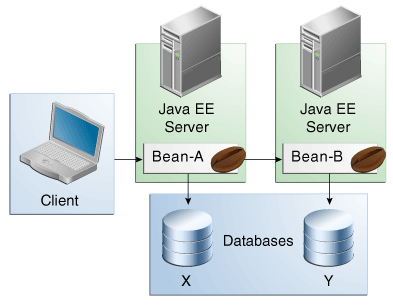 Java EE
Server
Java EE
Server
Bean-A
Bean-B
Client
Databases
X
Y